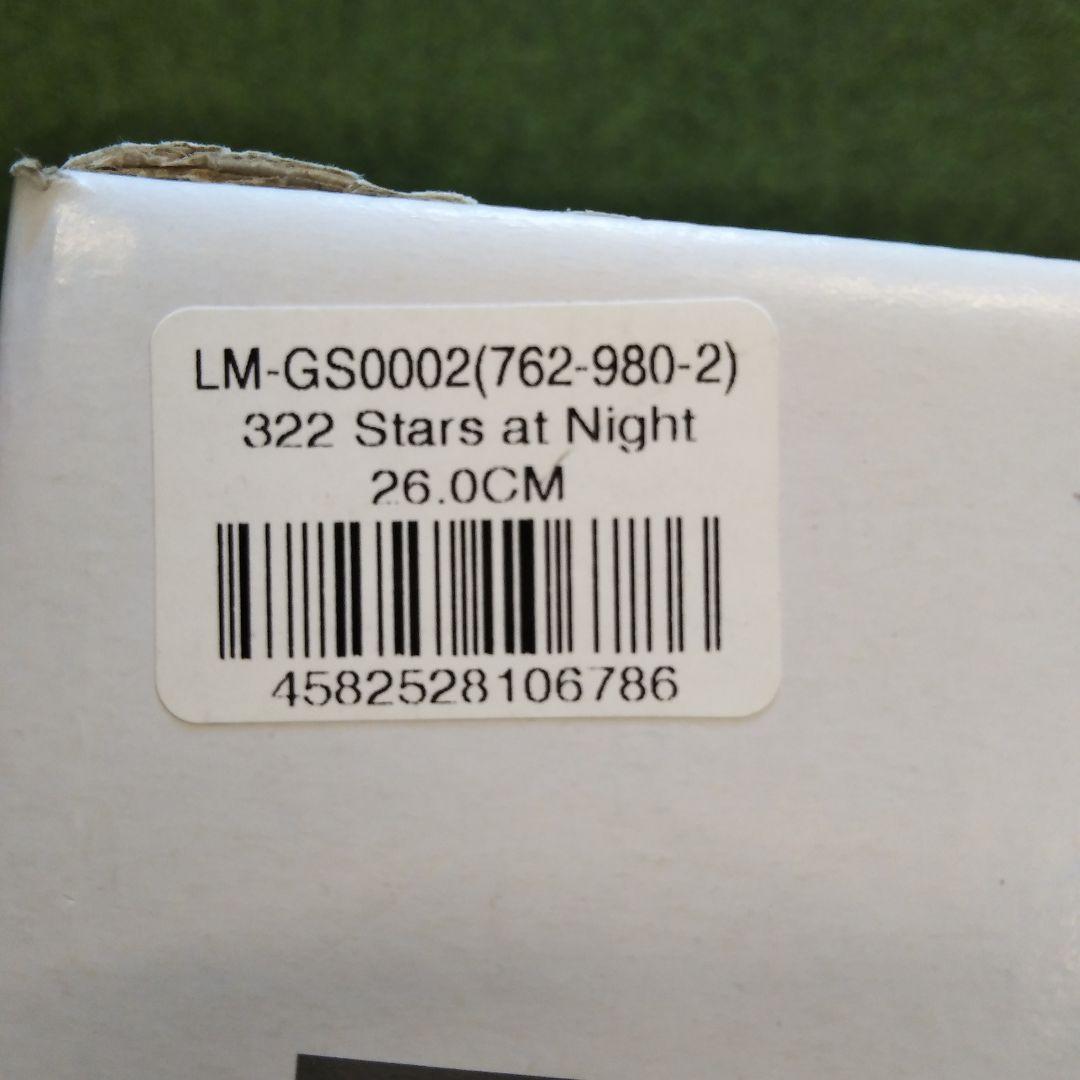 LM-GS0002(762-980-2)
322 Stars at Night
26.0CM
4582528106786